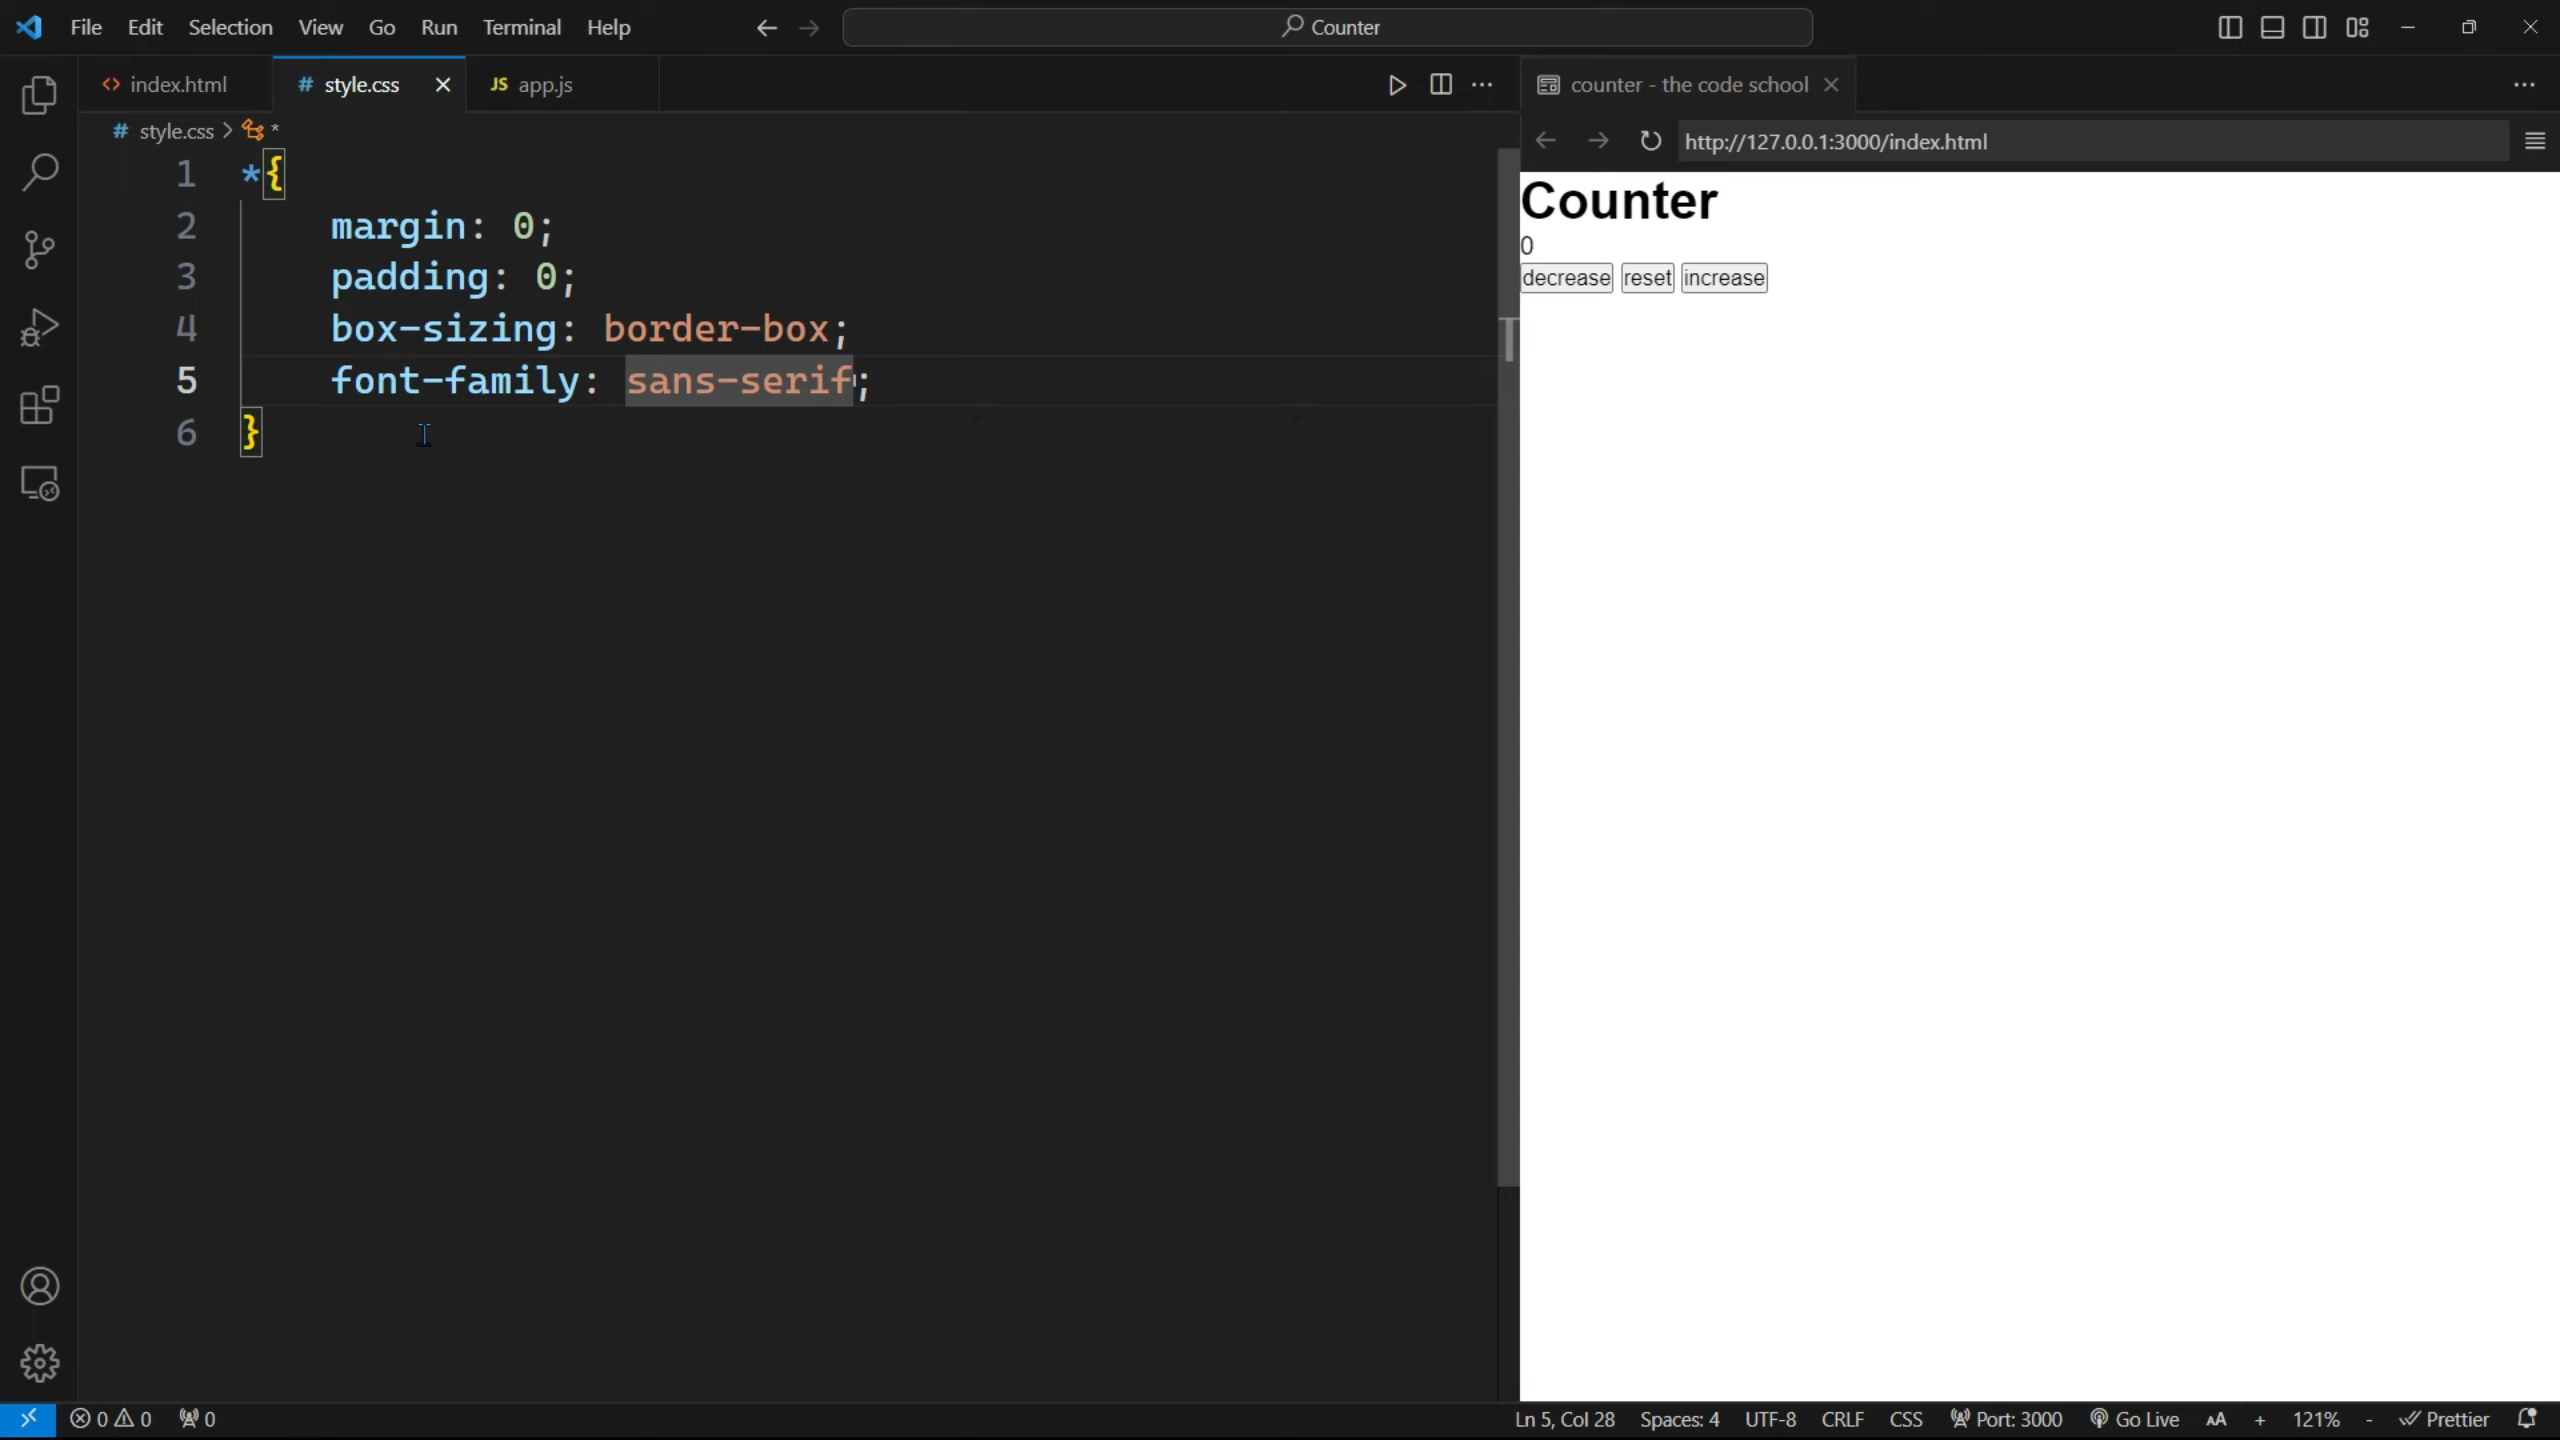 File Edit Selection View Go Run Terminal Help
Counter
index.html
# style.css
JS app.js
counter - the code school
# style.css > *
http://127.0.0.1:3000/index.html
1 *{
2 margin: 0;
3 padding: 0;
4 box-sizing: border-box;
5 font-family: sans-serif;
6 }
Counter
0
decrease reset increase
0 0 0
Ln 5, Col 28 Spaces: 4 UTF-8 CRLF CSS Port: 3000 Go Live AA + 121% - Prettier